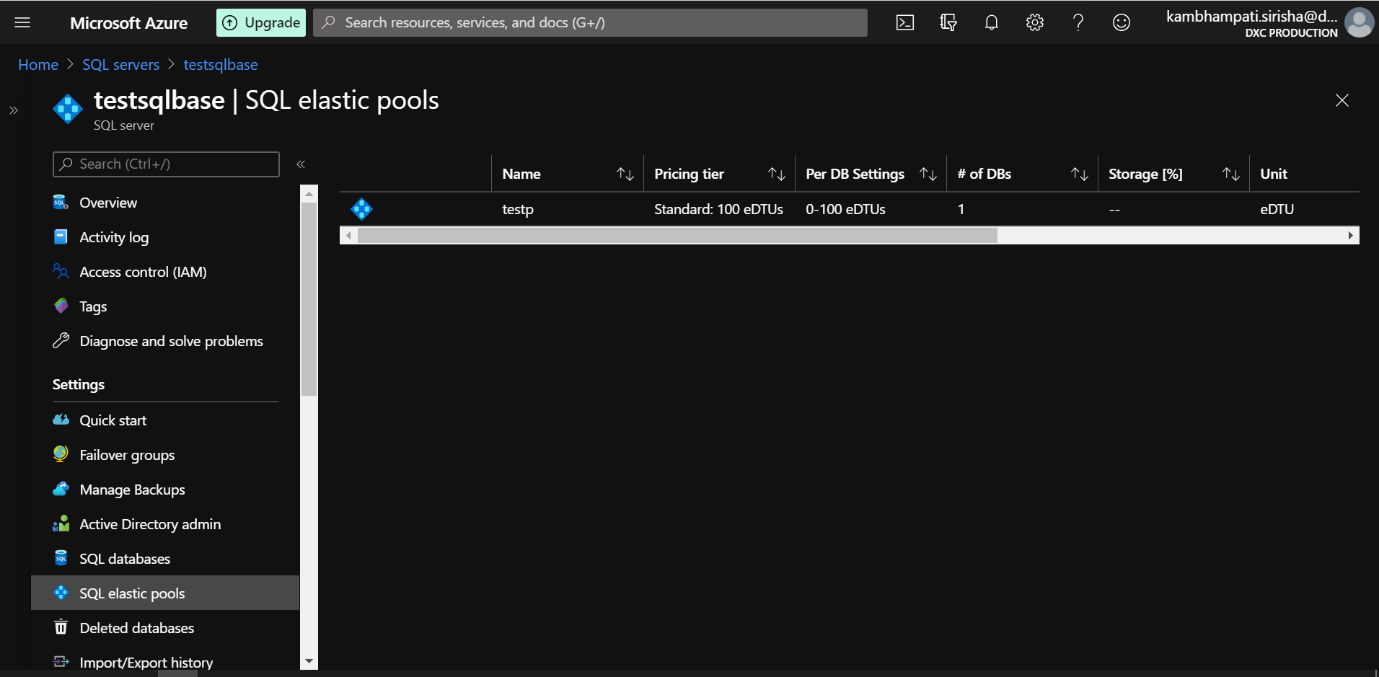 Microsoft Azure
Upgrade
Search resources, services, and docs (G+/)
kambhampati.sirisha@d...
DXC PRODUCTION
Home > SQL servers > testsqlbase
testsqlbase | SQL elastic pools
SQL server
Search (Ctrl+/)
Overview
Activity log
Access control (IAM)
Tags
Diagnose and solve problems
Settings
Quick start
Failover groups
Manage Backups
Active Directory admin
SQL databases
SQL elastic pools
Deleted databases
Import/Export history
Name Pricing tier Per DB Settings # of DBs Storage [%] Unit
testp Standard: 100 eDTUs 0-100 eDTUs 1 -- eDTU